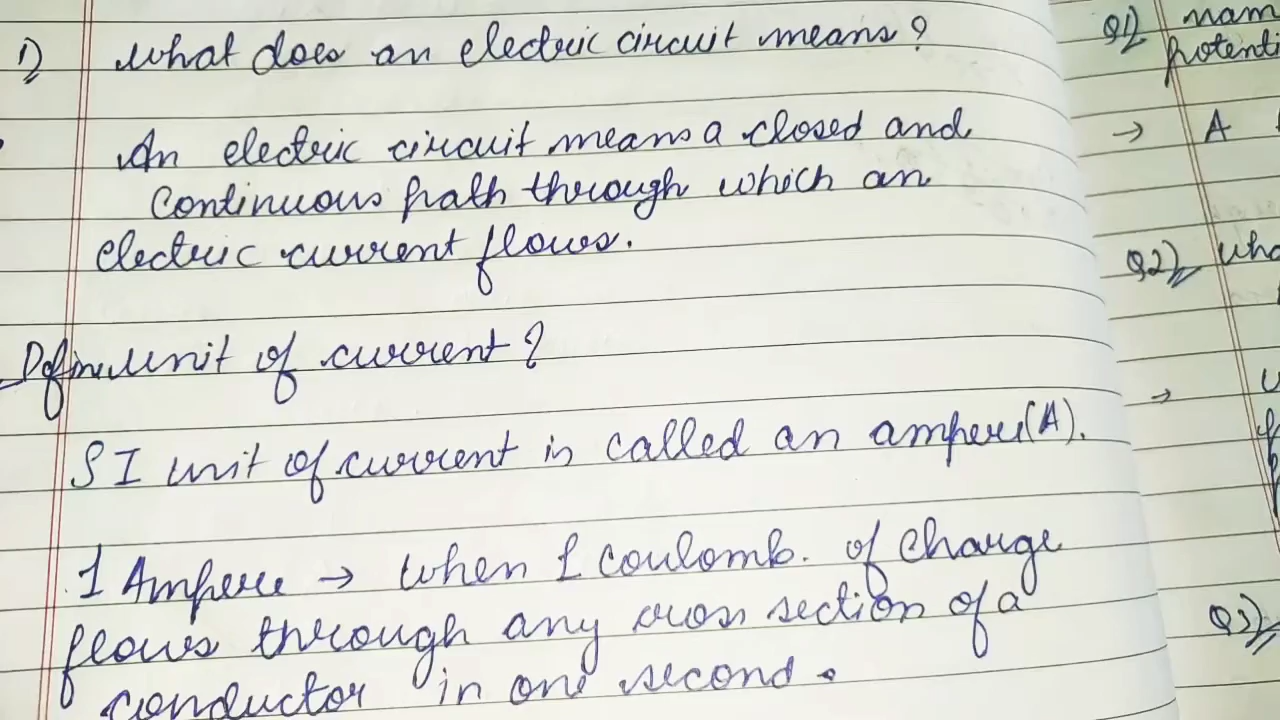 1) What does an electric circuit means?
An electric circuit means a closed and
continuous path through which an
electric current flows.
Define unit of current?
S I unit of current is called an ampere(A).
1 Ampere → when 1 coulomb. of charge
flows through any cross section of a
conductor in one second.
Q1)
potenti
→ A
Q2)
→
Q3)